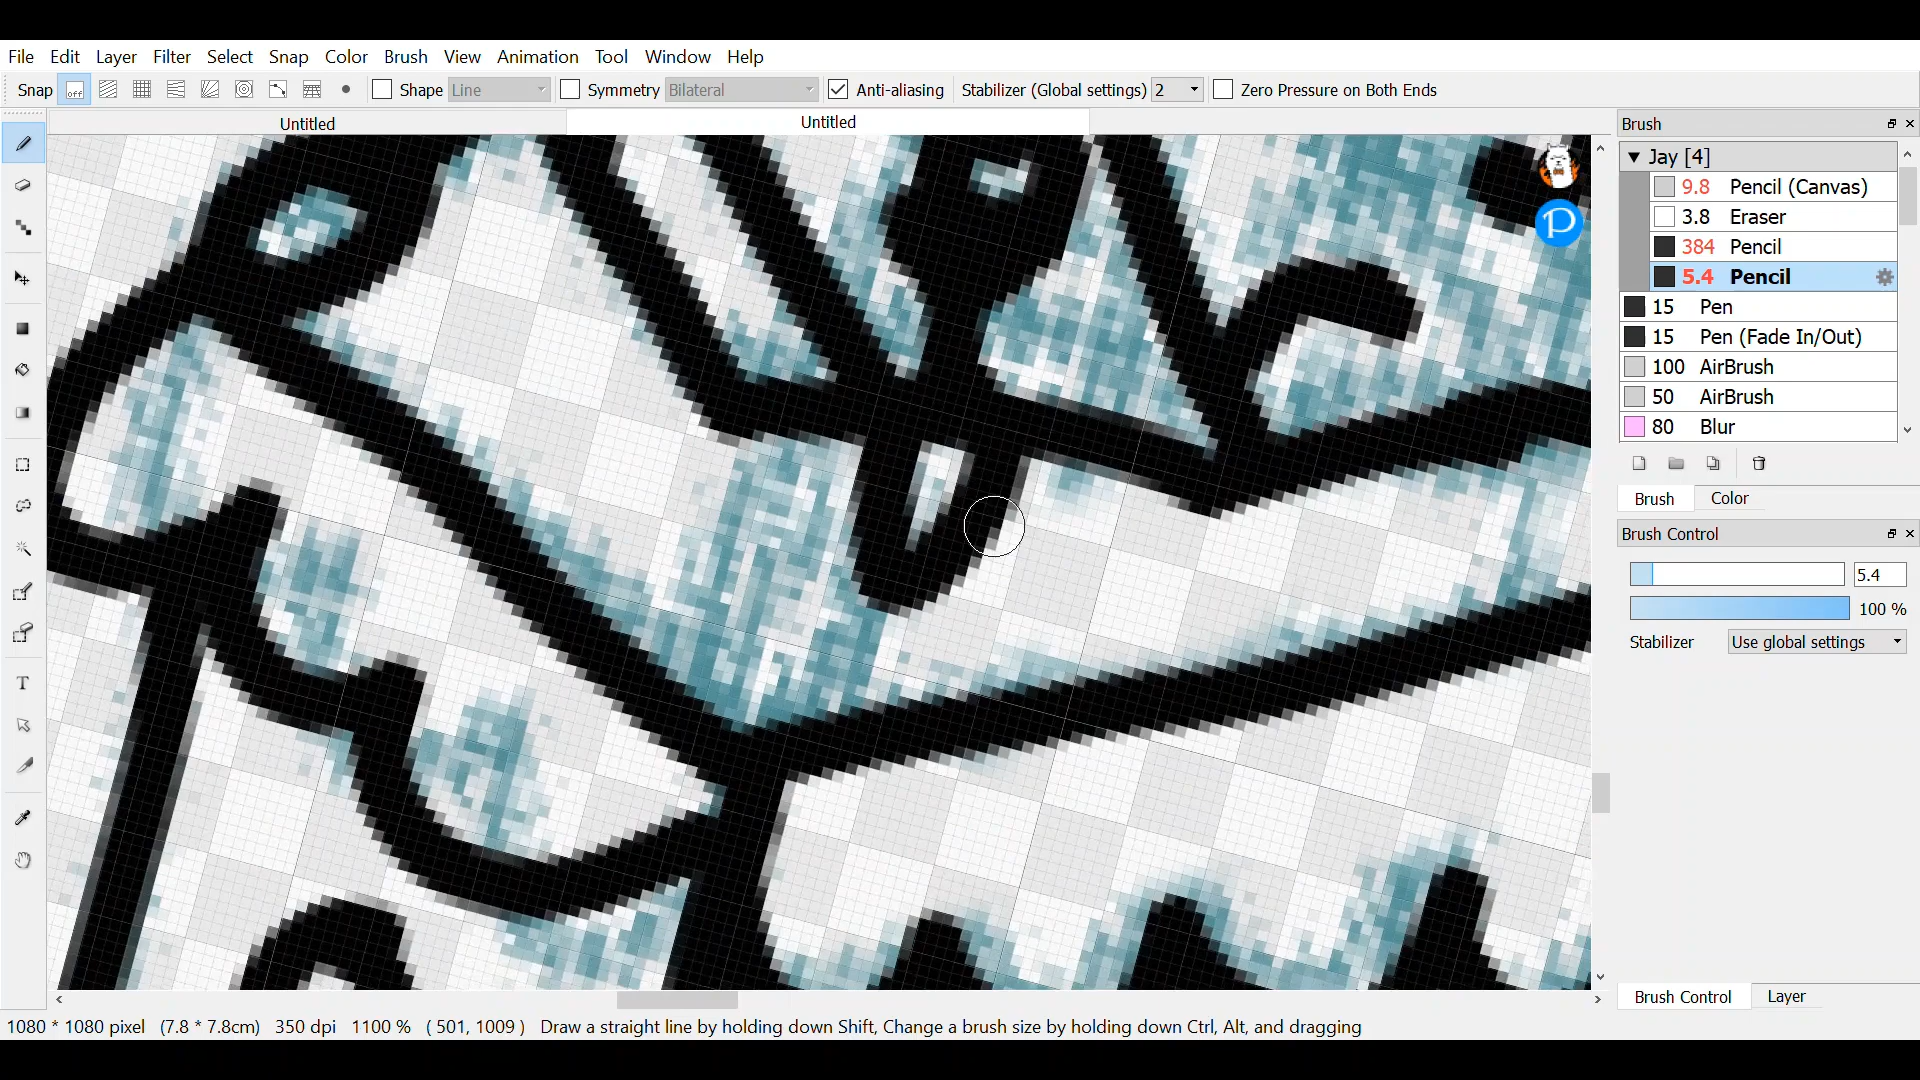 File Edit Layer Filter Select Snap Color Brush View Animation Tool Window Help
Snap off Shape Line Symmetry Bilateral Anti-aliasing Stabilizer (Global settings) 2 Zero Pressure on Both Ends
Untitled Untitled
Brush
Jay [4]
9.8 Pencil (Canvas)
3.8 Eraser
384 Pencil
5.4 Pencil
15 Pen
15 Pen (Fade In/Out)
100 AirBrush
50 AirBrush
80 Blur
Brush Color
Brush Control
5.4
100 %
Stabilizer Use global settings
Brush Control Layer
T
P
1080 * 1080 pixel (7.8 * 7.8cm) 350 dpi 1100 % ( 501, 1009 ) Draw a straight line by holding down Shift, Change a brush size by holding down Ctrl, Alt, and dragging